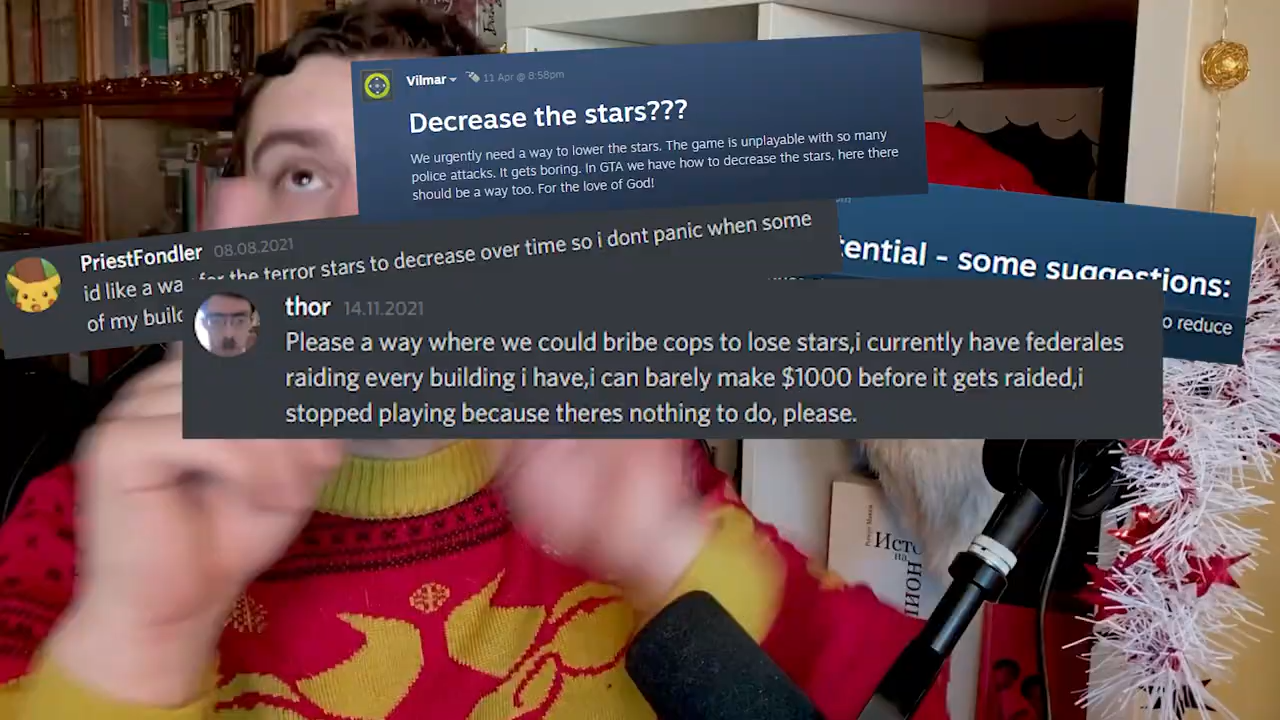 Vilmar
11 Apr @ 8:58pm
Decrease the stars???
We urgently need a way to lower the stars. The game is unplayable with so many
police attacks. It gets boring. In GTA we have how to decrease the stars, here there
should be a way too. For the love of God!
PriestFondler 08.08.2021
id like a wa for the terror stars to decrease over time so i dont panic when some
of my builc
tential - some suggestions:
o reduce
thor 14.11.2021
Please a way where we could bribe cops to lose stars,i currently have federales
raiding every building i have,i can barely make $1000 before it gets raided,i
stopped playing because theres nothing to do, please.
Исто
на
пион